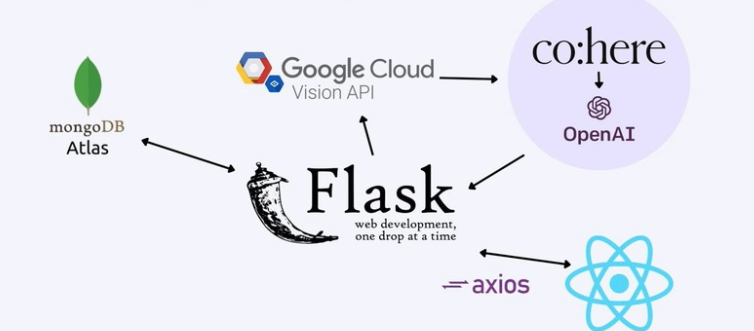 co:here
Google Cloud
Vision API
OpenAI
mongoDB
Atlas
Flask
web development,
one drop at a time
axios